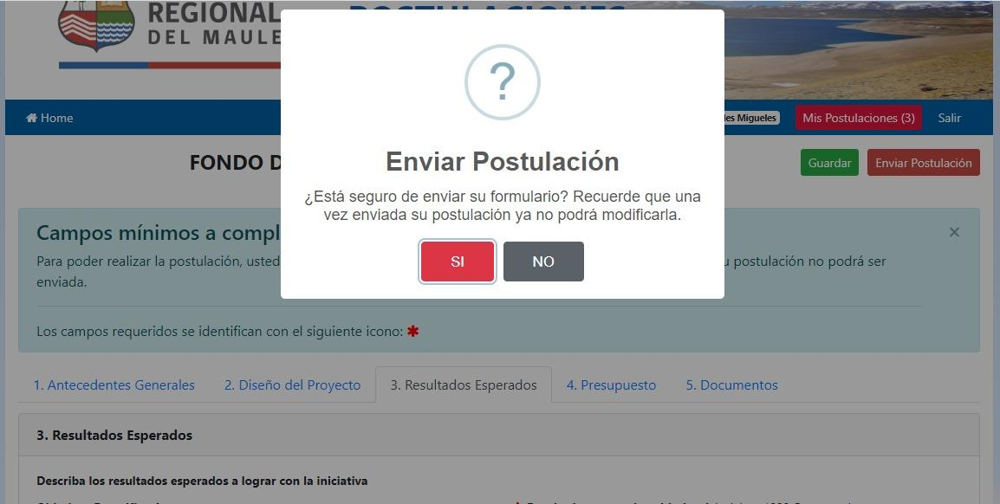 REGIONAL
DEL MAULE
POSTULACIONES
Home
les Migueles
Mis Postulaciones (3)
Salir
FONDO D
Guardar
Enviar Postulación
?
Enviar Postulación
¿Está seguro de enviar su formulario? Recuerde que una
vez enviada su postulación ya no podrá modificarla.
SI
NO
Campos mínimos a compl
×
Para poder realizar la postulación, usted
u postulación no podrá ser
enviada.
Los campos requeridos se identifican con el siguiente icono: ✱
1. Antecedentes Generales
2. Diseño del Proyecto
3. Resultados Esperados
4. Presupuesto
5. Documentos
3. Resultados Esperados
Describa los resultados esperados a lograr con la iniciativa